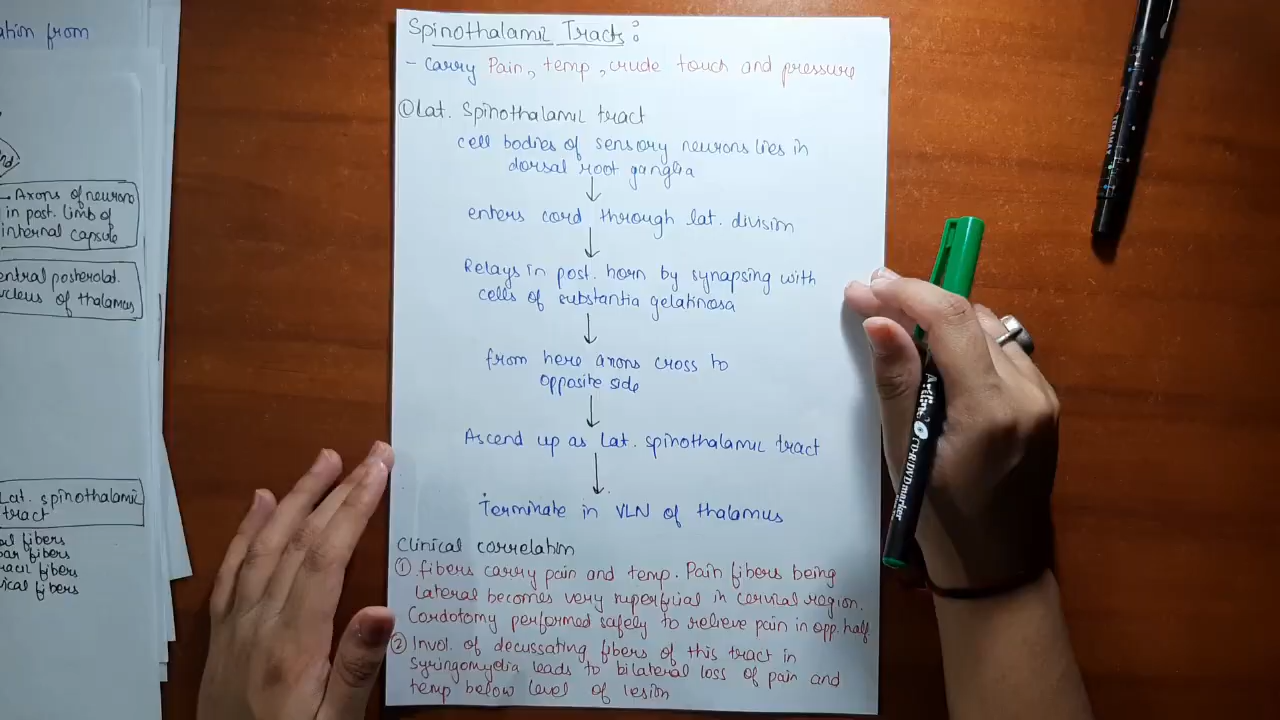 ation from
Axons of neurons
in post. limb of
internal capsule
entral posterolat.
ucleus of thalamus
Lat. spinothalamic
tract
fibers
fibers
fibers
ical fibers
Spinothalamic Tracts :
- Carry Pain, temp, crude touch and pressure
① Lat. Spinothalamic tract
cell bodies of sensory neurons lies in
dorsal root ganglia
↓
enters cord through lat. division
↓
Relays in post. horn by synapsing with
cells of substantia gelatinosa
↓
from here axons cross to
opposite side
↓
Ascend up as Lat. spinothalamic tract
↓
Terminate in VLN of thalamus
Clinical correlation
① fibers carry pain and temp. Pain fibers being
lateral becomes very superficial in cervical region.
Cordotomy performed safely to relieve pain in opp. half
② Invol. of decussating fibers of this tract in
syringomyelia leads to bilateral loss of pain and
temp below level of lesion
Artline
CD-R/DVD marker